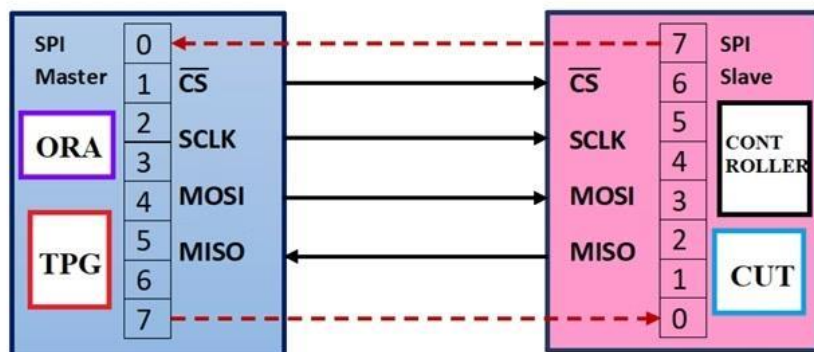 SPI
Master
ORA
TPG
0
1
2
3
4
5
6
7
CS
SCLK
MOSI
MISO
CS
SCLK
MOSI
MISO
7
6
5
4
3
2
1
0
SPI
Slave
CONT
ROLLER
CUT